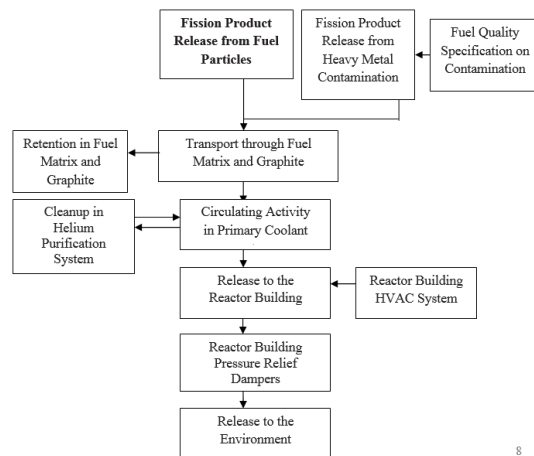 Fission Product
Release from Fuel
Particles
Fission Product
Release from
Heavy Metal
Contamination
Fuel Quality
Specification on
Contamination
Retention in Fuel
Matrix and
Graphite
Transport through Fuel
Matrix and Graphite
Cleanup in
Helium
Purification
System
Circulating Activity
in Primary Coolant
Release to the
Reactor Building
Reactor Building
HVAC System
Reactor Building
Pressure Relief
Dampers
Release to the
Environment
8